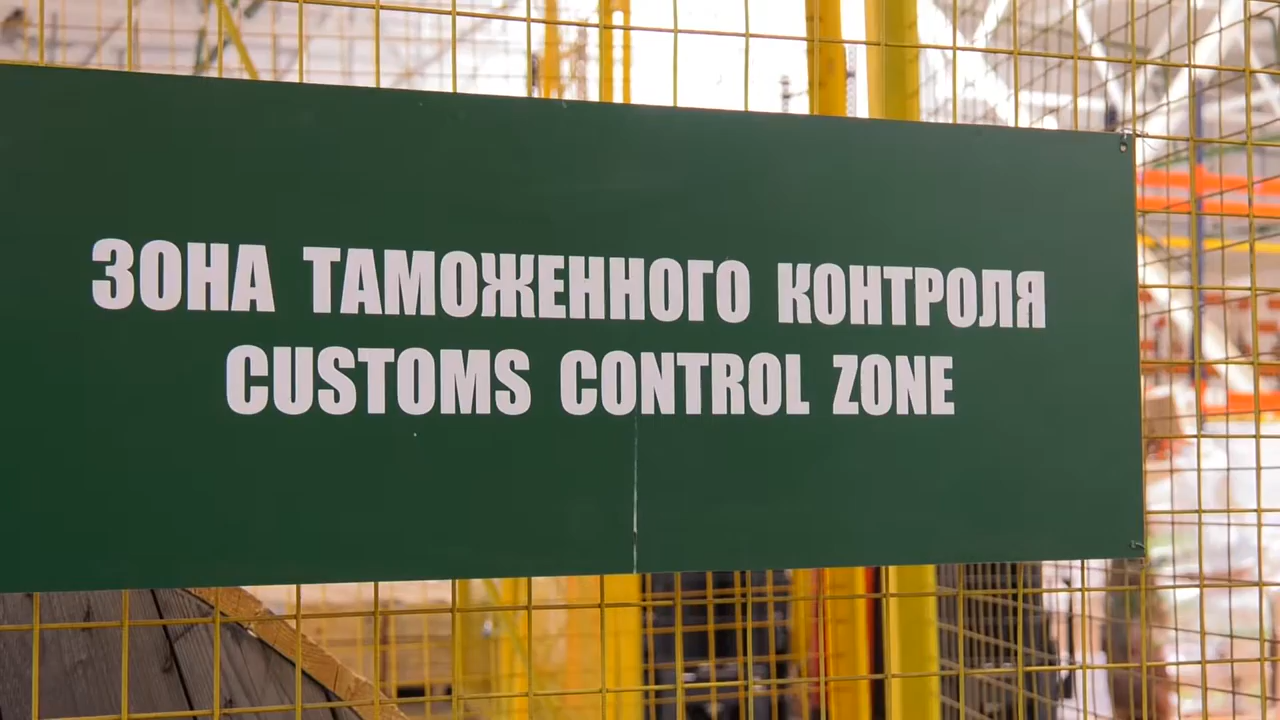 ЗОНА ТАМОЖЕННОГО КОНТРОЛЯ
CUSTOMS CONTROL ZONE